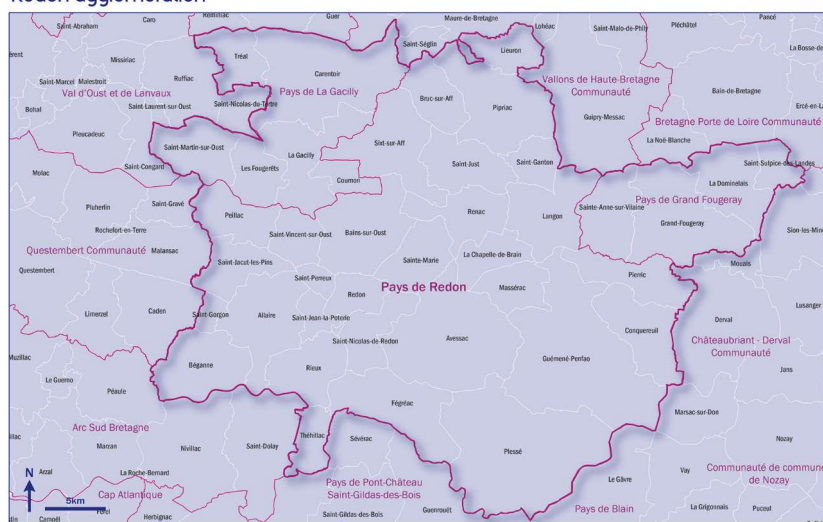 Redon agglomération
Saint-Abraham
Caro
Réminiac
Guer
Maure-de-Bretagne
Lohéac
Saint-Malo-de-Phily
Pléchâtel
Pancé
La Bosse-de
Saint-Séglin
Lieuron
Missiriac
Tréal
Carentoir
Saint-Marcel
Malestroit
Ruffiac
Val d'Oust et de Lanvaux
Pays de La Gacilly
Vallons de Haute-Bretagne
Communauté
Bain-de-Bretagne
Bohal
Saint-Laurent-sur-Oust
Saint-Nicolas-de-Tertre
Bruc-sur-Aff
Pipriac
Guipry-Messac
Ercé-en-La
Bretagne Porte de Loire Communauté
Pleucadeuc
Saint-Martin-sur-Oust
Sixt-sur-Aff
La Noë-Blanche
La Gacilly
Saint-Congard
Les Fougerêts
Saint-Just
Saint-Ganton
Saint-Sulpice-des-Landes
Molac
Cournon
La Dominelais
Pluherlin
Saint-Gravé
Peillac
Renac
Langon
Sainte-Anne-sur-Vilaine
Pays de Grand Fougeray
Grand-Fougeray
Rochefort-en-Terre
Saint-Vincent-sur-Oust
Bains-sur-Oust
Sion-les-Mine
Questembert Communauté
Malansac
La Chapelle-de Brain
Saint-Jacut-les-Pins
Sainte-Marie
Mouais
Questembert
Saint-Perreux
Pierric
Pays de Redon
Massérac
Redon
Lusanger
Limerzel
Caden
Saint-Gorgon
Allaire
Saint-Jean-la-Poterie
Derval
Conquereuil
Châteaubriant - Derval
Communauté
Saint-Nicolas-de-Redon
Avessac
Muzillac
Guémené-Penfao
Béganne
Rieux
Jans
Le Guerno
Péaule
Fégréac
Marsac-sur-Don
Arc Sud Bretagne
Théhillac
Sévérac
Nozay
Marzan
Nivillac
Saint-Dolay
Plessé
Arzal
La Roche-Bernard
Vay
Communauté de commune
de Nozay
N
Le Gâvre
Pays de Pont-Château
Saint-Gildas-des-Bois
Cap Atlantique
5km
Pays de Blain
La Grigonnais
Puceul
Camoël
Férel
Herbignac
Saint-Gildas-des-Bois
Guenrouët